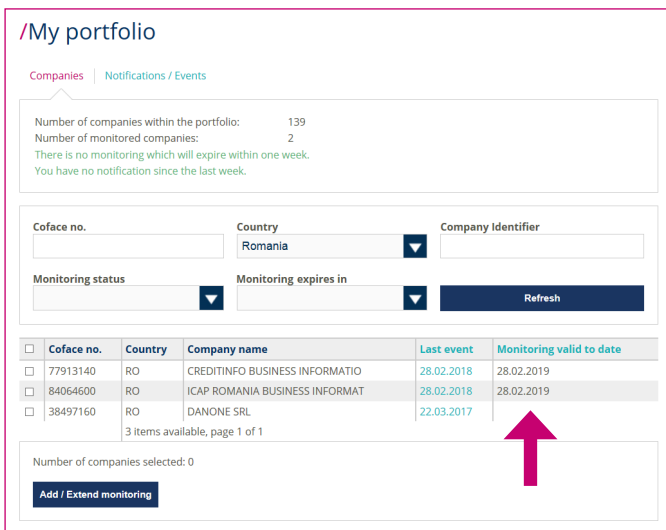 /My portfolio
Companies Notifications / Events
Number of companies within the portfolio: 139
Number of monitored companies: 2
There is no monitoring which will expire within one week.
You have no notification since the last week.
Coface no. Country Company Identifier
Romania
Monitoring status Monitoring expires in
Refresh
Coface no. Country Company name Last event Monitoring valid to date
77913140 RO CREDITINFO BUSINESS INFORMATIO 28.02.2018 28.02.2019
84064600 RO ICAP ROMANIA BUSINESS INFORMAT 28.02.2018 28.02.2019
38497160 RO DANONE SRL 22.03.2017
3 items available, page 1 of 1
Number of companies selected: 0
Add / Extend monitoring